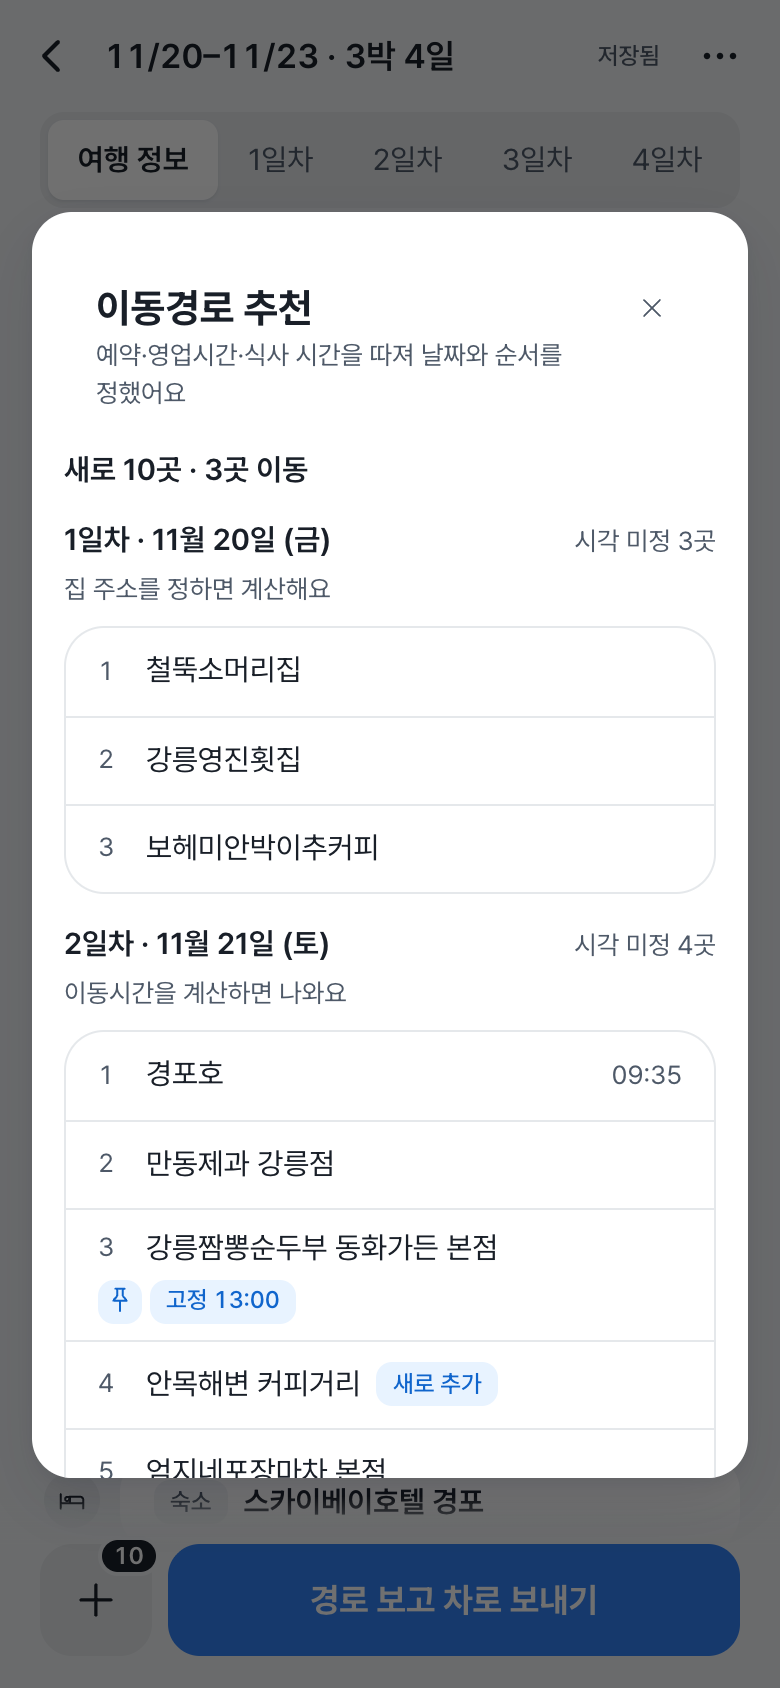 11/20–11/23 · 3박 4일
저장됨
여행 정보
1일차
2일차
3일차
4일차
이동경로 추천
예약·영업시간·식사 시간을 따져 날짜와 순서를
정했어요
새로 10곳 · 3곳 이동
1일차 · 11월 20일 (금)
시각 미정 3곳
집 주소를 정하면 계산해요
1 철뚝소머리집
2 강릉영진횟집
3 보헤미안박이추커피
2일차 · 11월 21일 (토)
시각 미정 4곳
이동시간을 계산하면 나와요
1 경포호 09:35
2 만동제과 강릉점
3 강릉짬뽕순두부 동화가든 본점
고정 13:00
4 안목해변 커피거리 새로 추가
5 엄지네포장마차 본점
숙소 스카이베이호텔 경포
10
경로 보고 차로 보내기